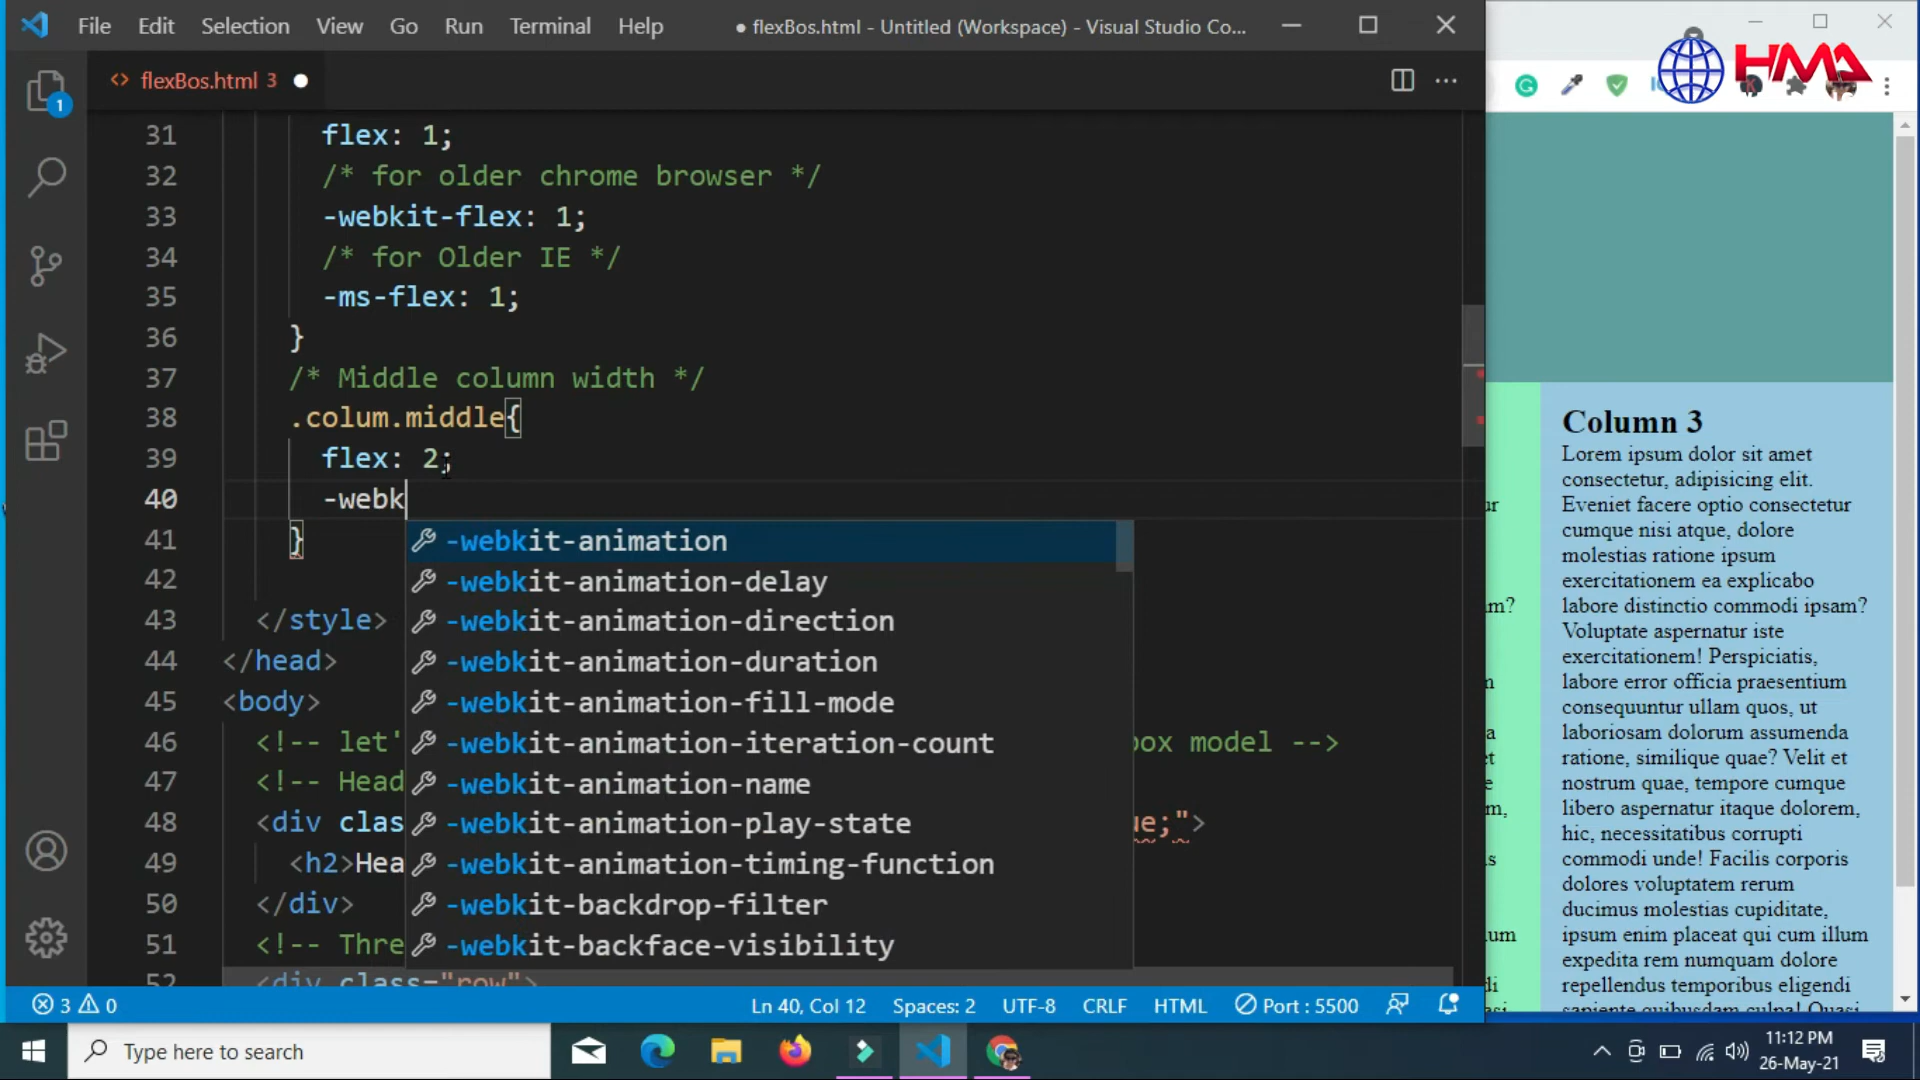 File Edit Selection View Go Run Terminal Help ● flexBos.html - Untitled (Workspace) - Visual Studio Co...
HMA
<> flexBos.html 3 ●
1
31 flex: 1;
32 /* for older chrome browser */
33 -webkit-flex: 1;
34 /* for Older IE */
35 -ms-flex: 1;
36 }
37 /* Middle column width */
38 .colum.middle{
39 flex: 2;
40 -webk
41 }
42
43 </style>
44 </head>
45 <body>
46 <!-- let' box model -->
47 <!-- Head
48 <div clas ue;">
49 <h2>Hea
50 </div>
51 <!-- Thre
52 <div class="row">
-webkit-animation
-webkit-animation-delay
-webkit-animation-direction
-webkit-animation-duration
-webkit-animation-fill-mode
-webkit-animation-iteration-count
-webkit-animation-name
-webkit-animation-play-state
-webkit-animation-timing-function
-webkit-backdrop-filter
-webkit-backface-visibility
Column 3
Lorem ipsum dolor sit amet
consectetur, adipisicing elit.
Eveniet facere optio consectetur
cumque nisi atque, dolore
molestias ratione ipsum
exercitationem ea explicabo
labore distinctio commodi ipsam?
Voluptate aspernatur iste
exercitationem! Perspiciatis,
labore error officia praesentium
consequuntur ullam quos, ut
laboriosam dolorum assumenda
ratione, similique quae? Velit et
nostrum quae, tempore cumque
libero aspernatur itaque dolorem,
hic, necessitatibus corrupti
commodi unde! Facilis corporis
dolores voluptatem rerum
ducimus molestias cupiditate,
ipsum enim placeat qui cum illum
expedita rem numquam dolore
repellendus temporibus eligendi
sapiente quibusdam culpa! Quasi
3 0 Ln 40, Col 12 Spaces: 2 UTF-8 CRLF HTML Port : 5500
Type here to search
11:12 PM
26-May-21